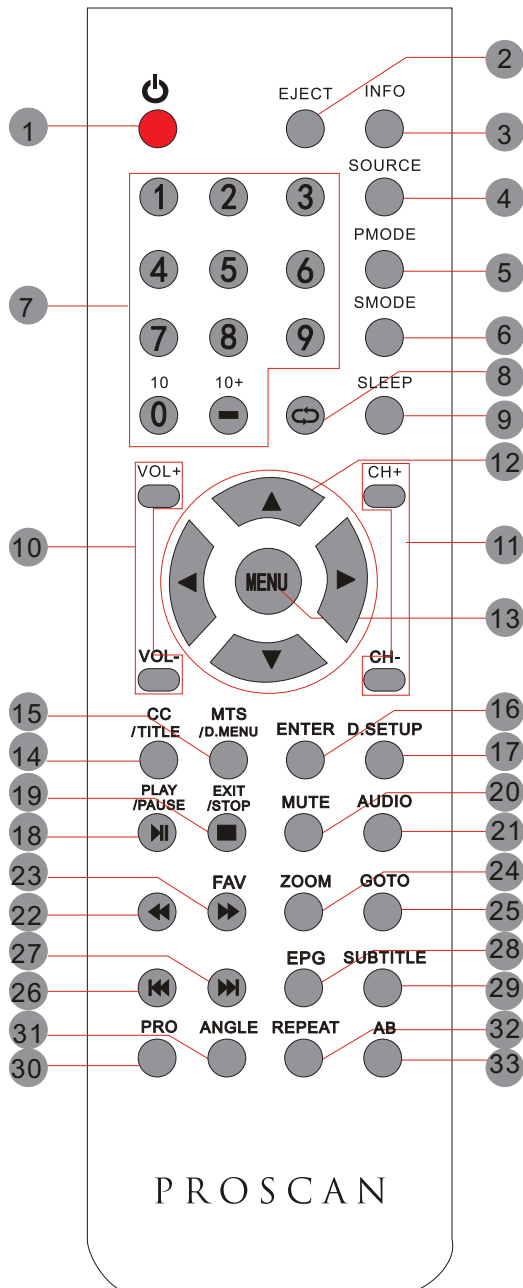 2
EJECT INFO
1
3
SOURCE
1 2 3
4
PMODE
4 5 6
5
7
SMODE
7 8 9
6
10 10+ SLEEP
8
0
9
VOL+ CH+
12
10
11
MENU
13
VOL- CH-
15
CC
/TITLE
MTS
/D.MENU
ENTER D.SETUP
16
14
17
19
PLAY
/PAUSE
EXIT
/STOP
MUTE AUDIO
20
18
21
23
FAV ZOOM GOTO
24
22
25
27
EPG SUBTITLE
28
26
29
31
PRO ANGLE REPEAT AB
32
30
33
PROSCAN